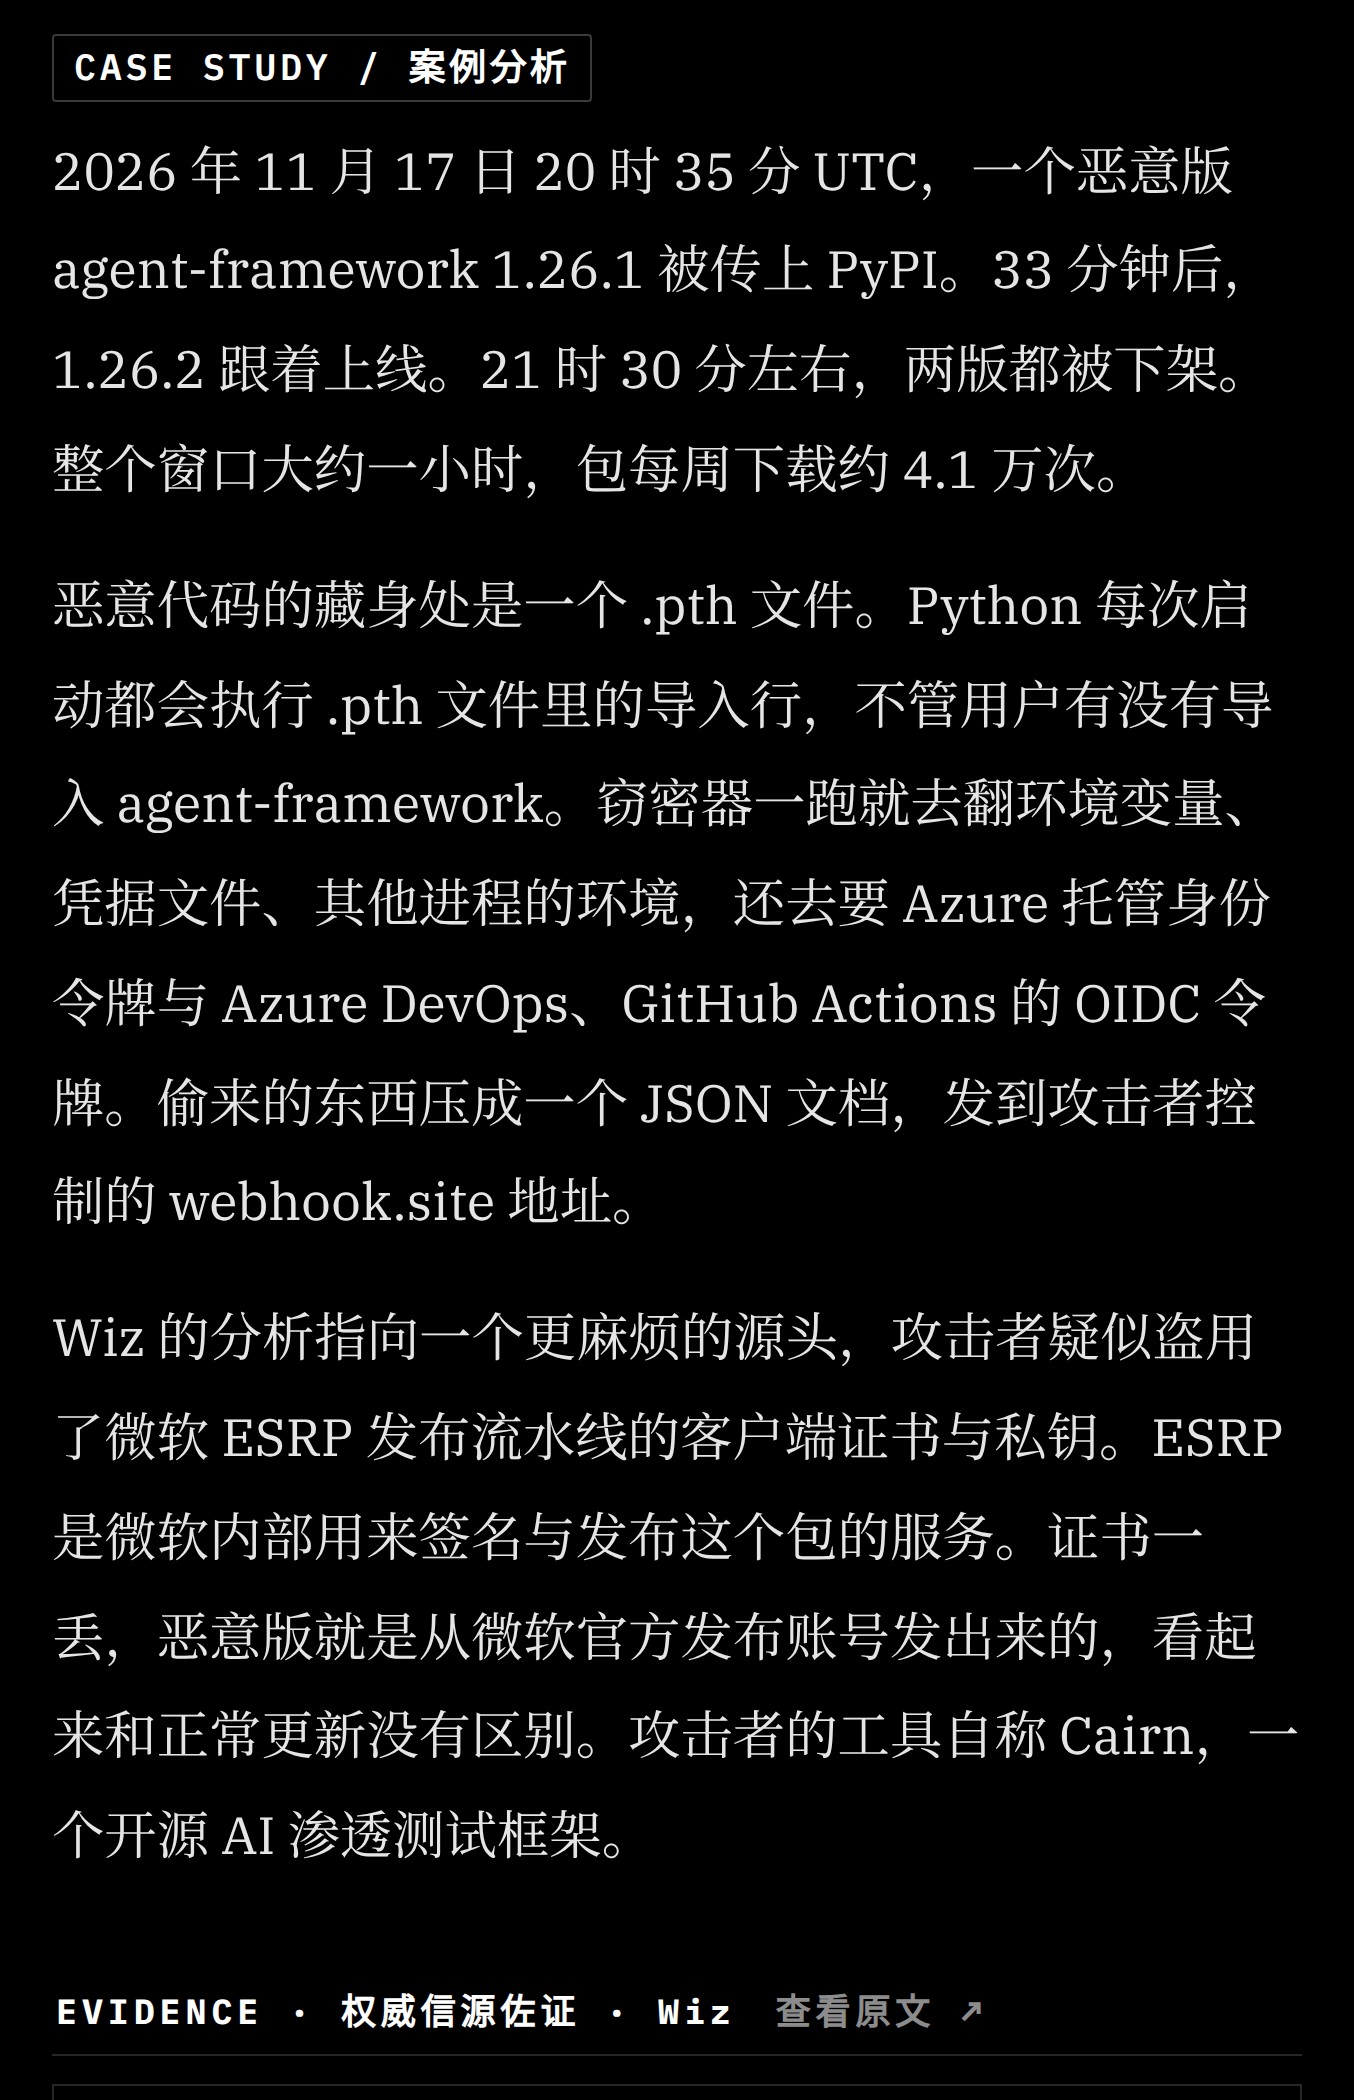 CASE STUDY / 案例分析
2026 年 11 月 17 日 20 时 35 分 UTC，一个恶意版
agent-framework 1.26.1 被传上 PyPI。33 分钟后，
1.26.2 跟着上线。21 时 30 分左右，两版都被下架。
整个窗口大约一小时，包每周下载约 4.1 万次。
恶意代码的藏身处是一个 .pth 文件。Python 每次启
动都会执行 .pth 文件里的导入行，不管用户有没有导
入 agent-framework。窃密器一跑就去翻环境变量、
凭据文件、其他进程的环境，还去要 Azure 托管身份
令牌与 Azure DevOps、GitHub Actions 的 OIDC 令
牌。偷来的东西压成一个 JSON 文档，发到攻击者控
制的 webhook.site 地址。
Wiz 的分析指向一个更麻烦的源头，攻击者疑似盗用
了微软 ESRP 发布流水线的客户端证书与私钥。ESRP
是微软内部用来签名与发布这个包的服务。证书一
丢，恶意版就是从微软官方发布账号发出来的，看起
来和正常更新没有区别。攻击者的工具自称 Cairn，一
个开源 AI 渗透测试框架。
EVIDENCE · 权威信源佐证 · Wiz 查看原文 ↗